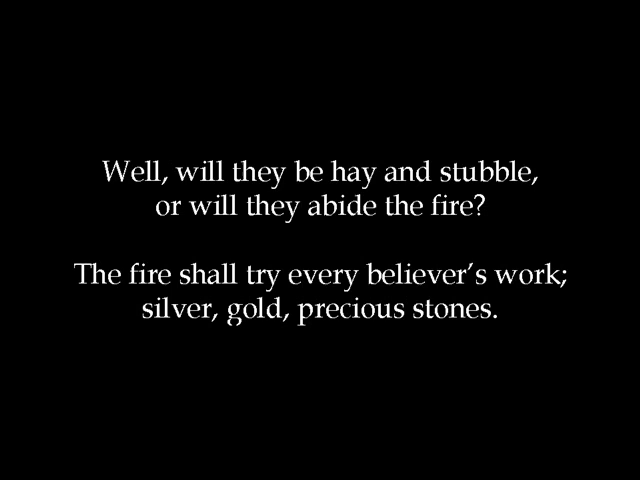 Well, will they be hay and stubble,
or will they abide the fire?
The fire shall try every believer’s work;
silver, gold, precious stones.